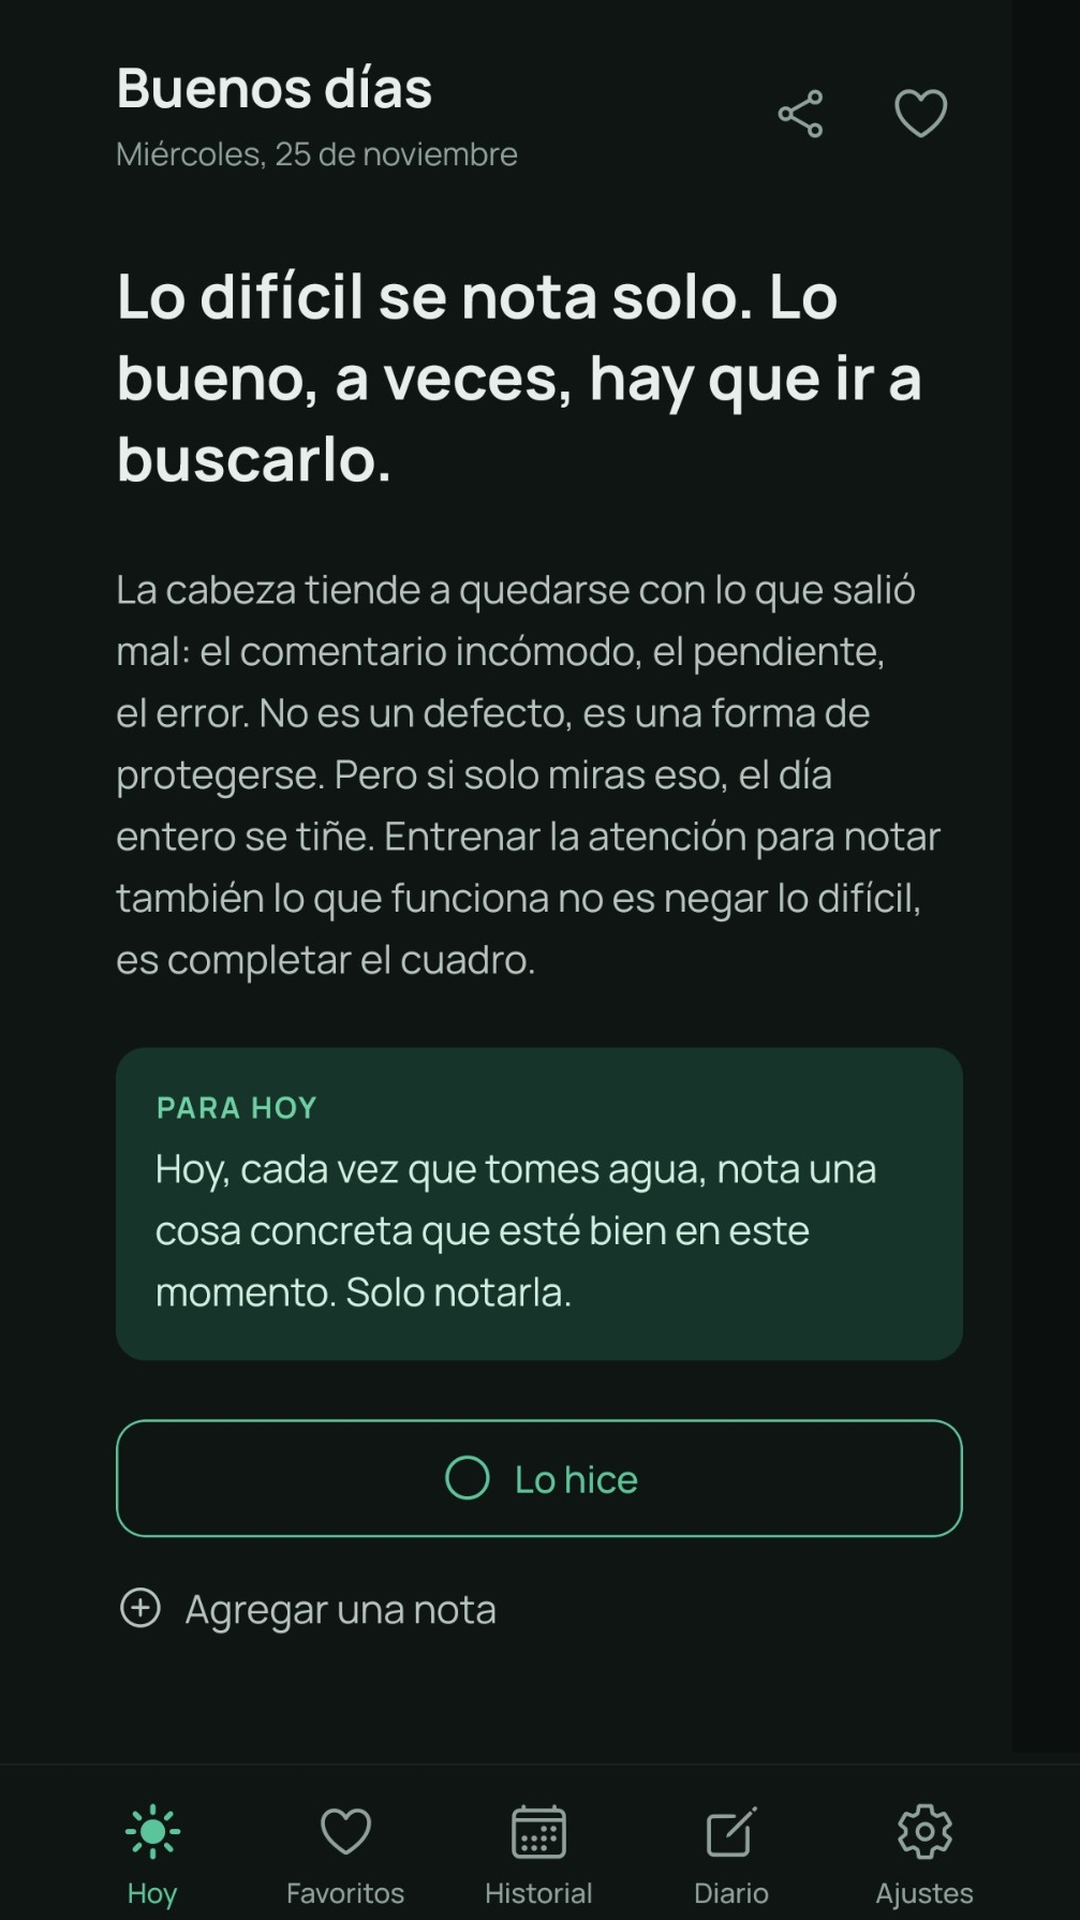 Buenos días
Miércoles, 25 de noviembre
Lo difícil se nota solo. Lo
bueno, a veces, hay que ir a
buscarlo.
La cabeza tiende a quedarse con lo que salió
mal: el comentario incómodo, el pendiente,
el error. No es un defecto, es una forma de
protegerse. Pero si solo miras eso, el día
entero se tiñe. Entrenar la atención para notar
también lo que funciona no es negar lo difícil,
es completar el cuadro.
PARA HOY
Hoy, cada vez que tomes agua, nota una
cosa concreta que esté bien en este
momento. Solo notarla.
Lo hice
Agregar una nota
Hoy
Favoritos
Historial
Diario
Ajustes